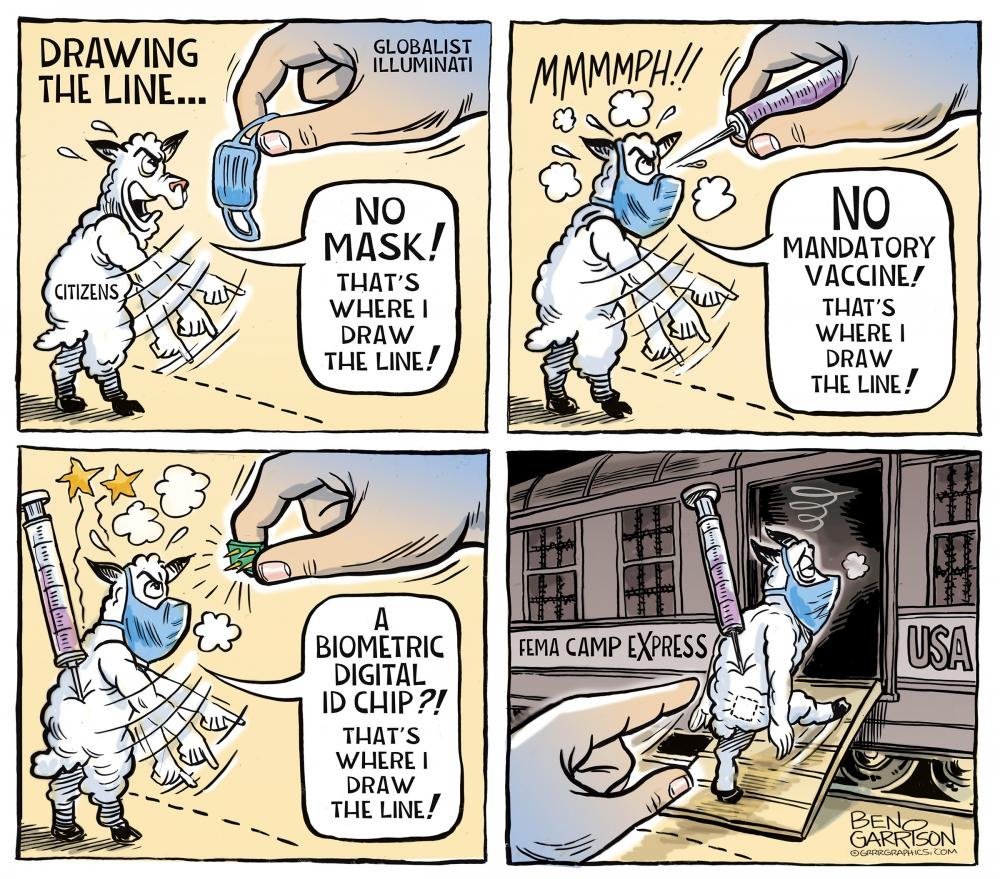 DRAWING
THE LINE...
GLOBALIST
ILLUMINATI
CITIZENS
NO
MASK!
THAT'S
WHERE I
DRAW
THE LINE!
MMMMPH!!
NO
MANDATORY
VACCINE!
THAT'S
WHERE I
DRAW
THE LINE!
A
BIOMETRIC
DIGITAL
ID CHIP?!
THAT'S
WHERE I
DRAW
THE LINE!
FEMA CAMP EXPRESS
USA
BEN
GARRISON
©GRRRGRAPHICS.COM